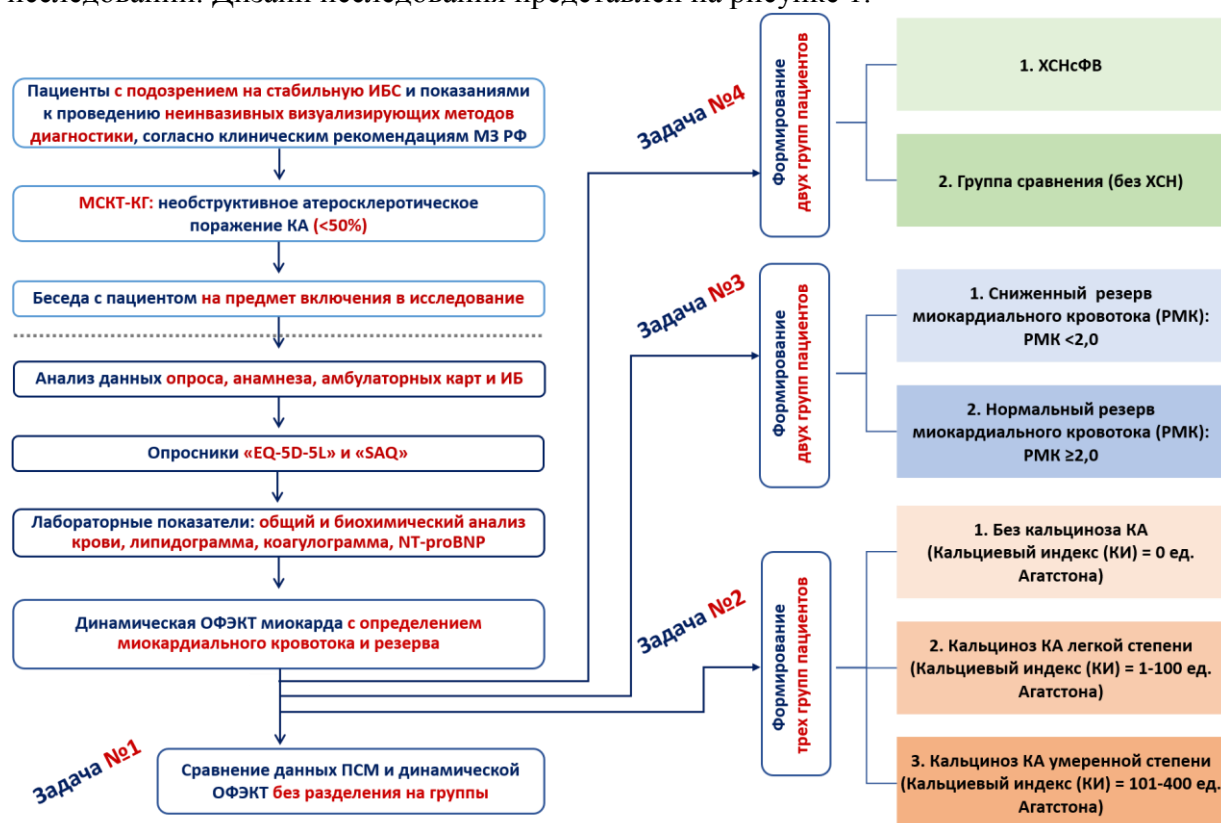 исследовании. Дизайн исследования представлен на рисунке 1.
Пациенты с подозрением на стабильную ИБС и показаниями
к проведению неинвазивных визуализирующих методов
диагностики, согласно клиническим рекомендациям МЗ РФ
МСКТ-КГ: необструктивное атеросклеротическое
поражение КА (<50%)
Беседа с пациентом на предмет включения в исследование
Анализ данных опроса, анамнеза, амбулаторных карт и ИБ
Опросники «EQ-5D-5L» и «SAQ»
Лабораторные показатели: общий и биохимический анализ
крови, липидограмма, коагулограмма, NT-proBNP
Динамическая ОФЭКТ миокарда с определением
миокардиального кровотока и резерва
Задача №1
Сравнение данных ПСМ и динамической
ОФЭКТ без разделения на группы
Задача №4
Формирование
двух групп пациентов
1. ХСНсФВ
2. Группа сравнения (без ХСН)
Задача №3
Формирование
двух групп пациентов
1. Сниженный резерв
миокардиального кровотока (РМК):
РМК <2,0
2. Нормальный резерв
миокардиального кровотока (РМК):
РМК ≥2,0
Задача №2
Формирование
трех групп пациентов
1. Без кальциноза КА
(Кальциевый индекс (КИ) = 0 ед.
Агатстона)
2. Кальциноз КА легкой степени
(Кальциевый индекс (КИ) = 1-100 ед.
Агатстона)
3. Кальциноз КА умеренной степени
(Кальциевый индекс (КИ) = 101-400 ед.
Агатстона)